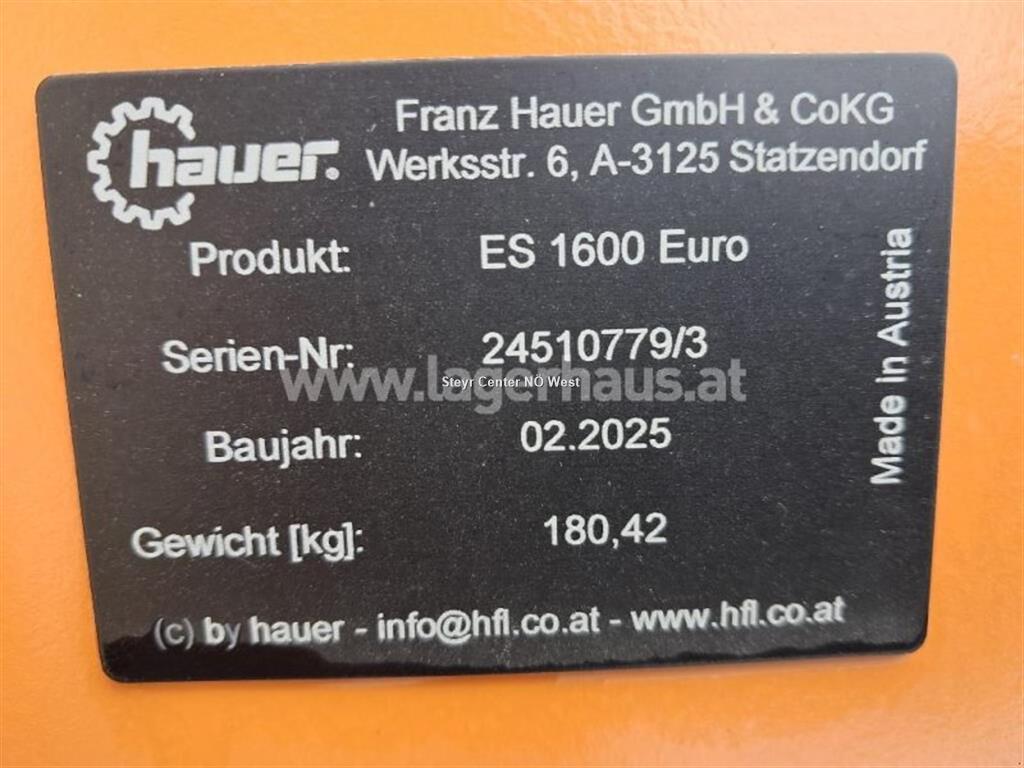 hauer.
Franz Hauer GmbH & CoKG
Werksstr. 6, A-3125 Statzendorf
Produkt: ES 1600 Euro
Serien-Nr: 24510779/3
www.lagerhaus.at
Steyr Center NÖ West
Baujahr: 02.2025
Gewicht [kg]: 180,42
Made in Austria
(c) by hauer - info@hfl.co.at - www.hfl.co.at